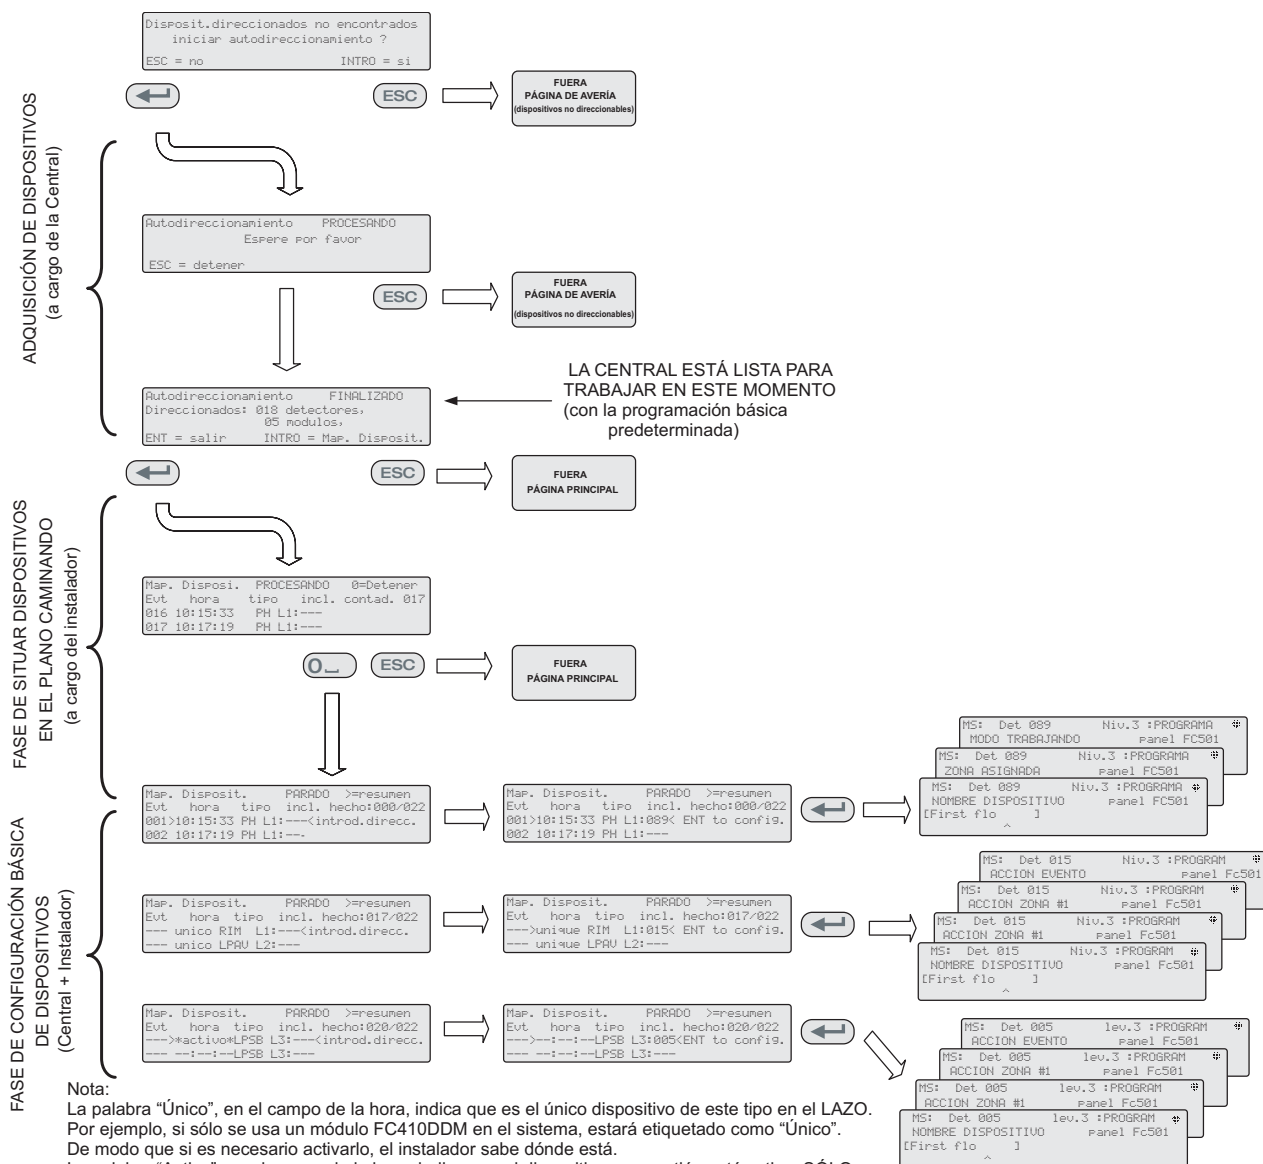 Disposit.direccionados no encontrados
iniciar autodireccionamiento ?
ESC = no INTRO = si
ESC
FUERA
PÁGINA DE AVERÍA
(dispositivos no direccionables)
ADQUISICIÓN DE DISPOSITIVOS
(a cargo de la Central)
Autodireccionamiento PROCESANDO
Espere por favor
ESC = detener
ESC
FUERA
PÁGINA DE AVERÍA
(dispositivos no direccionables)
LA CENTRAL ESTÁ LISTA PARA
TRABAJAR EN ESTE MOMENTO
(con la programación básica
predeterminada)
Autodireccionamiento FINALIZADO
Direccionados: 018 detectores,
05 modulos,
ENT = salir INTRO = Map. Disposit.
ESC
FUERA
PÁGINA PRINCIPAL
FASE DE SITUAR DISPOSITIVOS
EN EL PLANO CAMINANDO
(a cargo del instalador)
Map. Disposi. PROCESANDO 0=Detener
Evt hora tipo incl. contad. 017
016 10:15:33 PH L1:---
017 10:17:19 PH L1:---
0
ESC
FUERA
PÁGINA PRINCIPAL
FASE DE CONFIGURACIÓN BÁSICA
DE DISPOSITIVOS
(Central + Instalador)
Map. Disposit. PARADO >=resumen
Evt hora tipo incl. hecho:000/022
001>10:15:33 PH L1:---<introd.direcc.
002 10:17:19 PH L1:---
Map. Disposit. PARADO >=resumen
Evt hora tipo incl. hecho:000/022
001>10:15:33 PH L1:089< ENT to config.
002 10:17:19 PH L1:---
MS: Det 089 Niv.3 :PROGRAMA
MODO TRABAJANDO panel FC501
MS: Det 089 Niv.3 :PROGRAMA
ZONA ASIGNADA panel FC501
MS: Det 089 Niv.3 :PROGRAMA
NOMBRE DISPOSITIVO panel FC501
[First flo ]
^
Map. Disposit. PARADO >=resumen
Evt hora tipo incl. hecho:017/022
--- unico RIM L1:---<introd.direcc.
--- unico LPAV L2:---
Map. Disposit. PARADO >=resumen
Evt hora tipo incl. hecho:017/022
--->unique RIM L1:015< ENT to config.
--- unique LPAV L2:---
MS: Det 015 Niv.3 :PROGRAM
ACCION EVENTO panel Fc501
MS: Det 015 Niv.3 :PROGRAM
ACCION ZONA #1 panel Fc501
MS: Det 015 Niv.3 :PROGRAM
ACCION ZONA #1 panel Fc501
MS: Det 015 Niv.3 :PROGRAM
NOMBRE DISPOSITIVO panel Fc501
[First flo ]
^
Map. Disposit. PARADO >=resumen
Evt hora tipo incl. hecho:020/022
--->*activo*LPSB L3:---<introd.direcc.
--- --:--:--LPSB L3:---
Map. Disposit. PARADO >=resumen
Evt hora tipo incl. hecho:020/022
--->--:--:--LPSB L3:005<ENT to config.
--- --:--:--LPSB L3:---
MS: Det 005 lev.3 :PROGRAM
ACCION EVENTO panel Fc501
MS: Det 005 lev.3 :PROGRAM
ACCION ZONA #1 panel Fc501
MS: Det 005 lev.3 :PROGRAM
ACCION ZONA #1 panel Fc501
MS: Det 005 lev.3 :PROGRAM
NOMBRE DISPOSITIVO panel Fc501
[First flo ]
^
Nota:
La palabra “Único”, en el campo de la hora, indica que es el único dispositivo de este tipo en el LAZO.
Por ejemplo, si sólo se usa un módulo FC410DDM en el sistema, estará etiquetado como “Único”.
De modo que si es necesario activarlo, el instalador sabe dónde está.